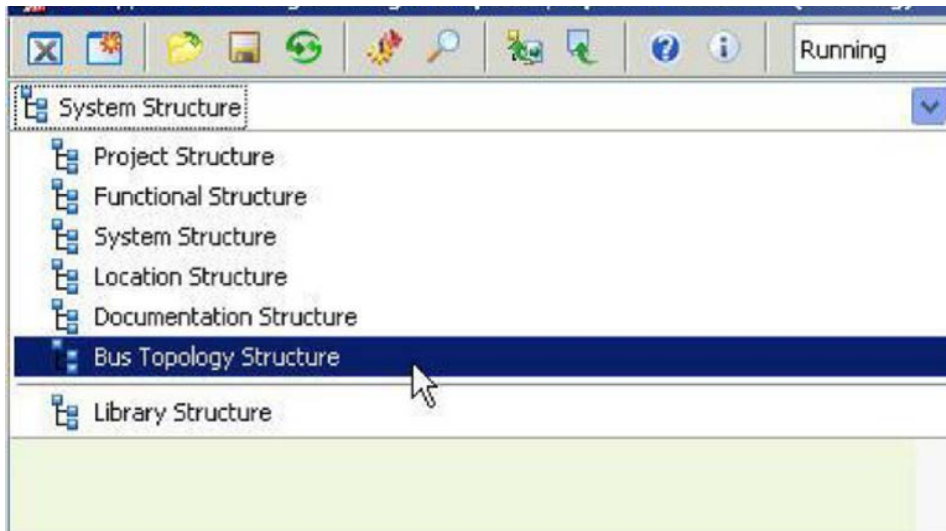 Running
System Structure
Project Structure
Functional Structure
System Structure
Location Structure
Documentation Structure
Bus Topology Structure
Library Structure